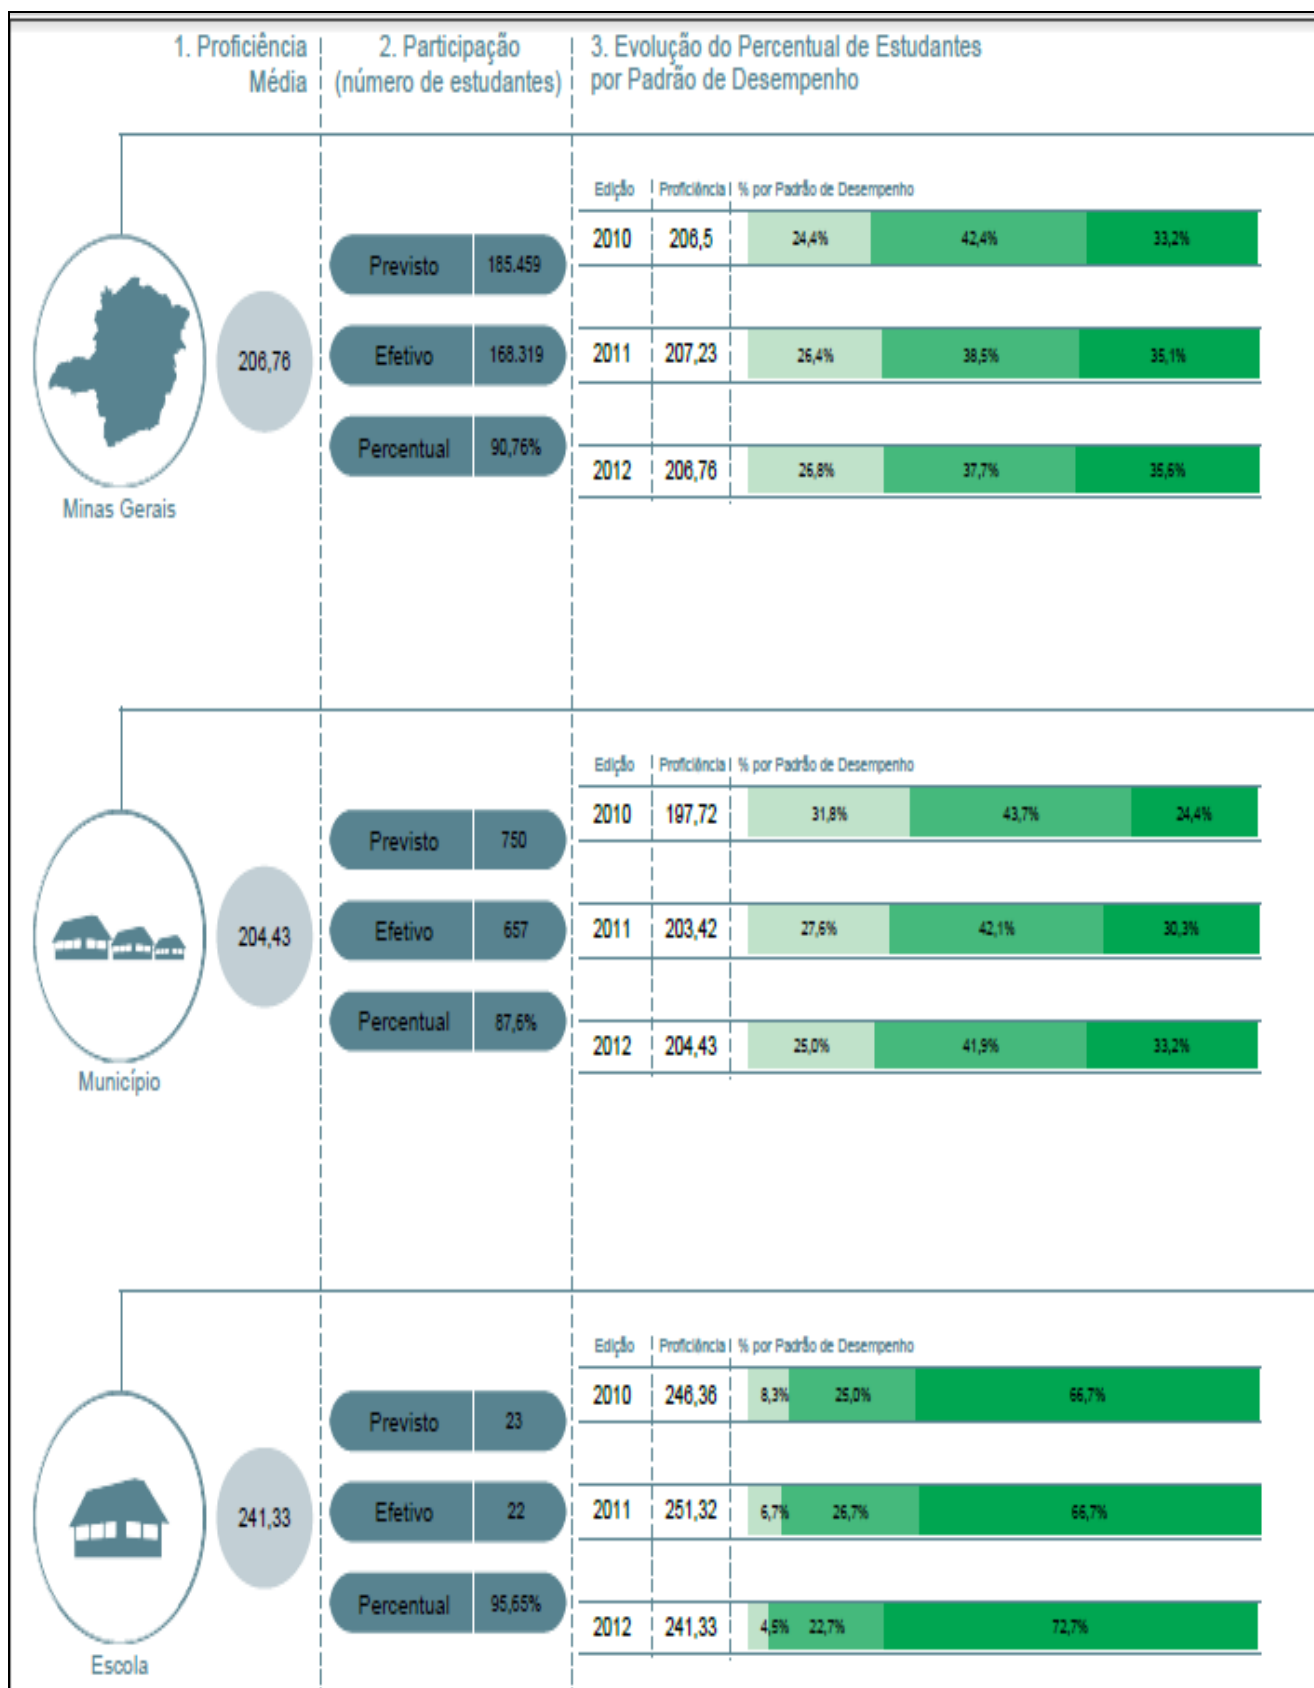 1. Proficiência
Média
2. Participação
(número de estudantes)
3. Evolução do Percentual de Estudantes
por Padrão de Desempenho
Minas Gerais
206,76
Previsto 185.459
Efetivo 168.319
Percentual 90,76%
Edição Proficiência % por Padrão de Desempenho
2010 206,5 24,4% 42,4% 33,2%
2011 207,23 26,4% 38,5% 35,1%
2012 206,76 26,8% 37,7% 35,6%
Município
204,43
Previsto 750
Efetivo 657
Percentual 87,6%
Edição Proficiência % por Padrão de Desempenho
2010 197,72 31,8% 43,7% 24,4%
2011 203,42 27,6% 42,1% 30,3%
2012 204,43 25,0% 41,9% 33,2%
Escola
241,33
Previsto 23
Efetivo 22
Percentual 95,65%
Edição Proficiência % por Padrão de Desempenho
2010 246,36 8,3% 25,0% 66,7%
2011 251,32 6,7% 26,7% 66,7%
2012 241,33 4,5% 22,7% 72,7%